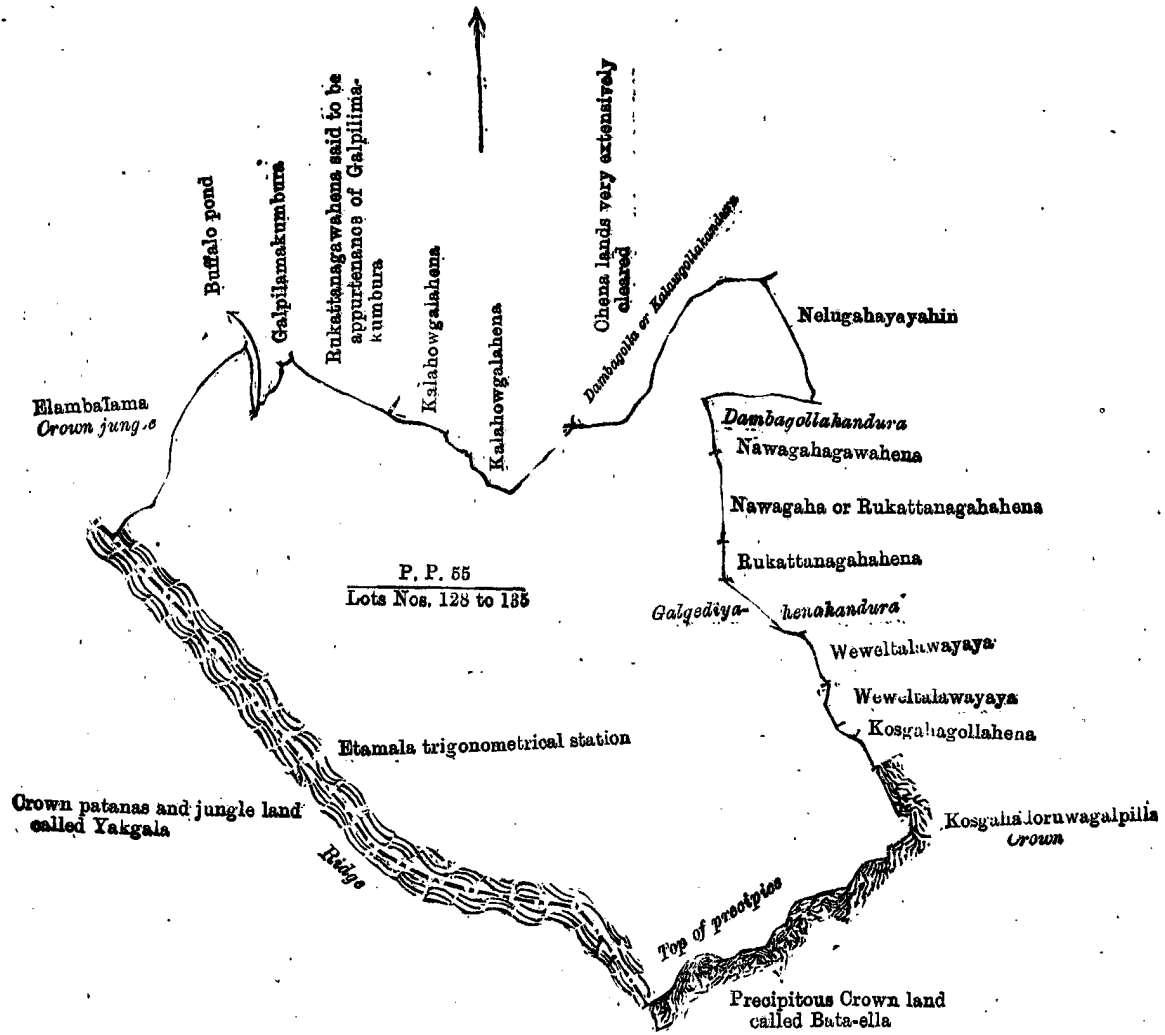 Buffalo pond
Galpilamakumbura
Rukattanagawahena said to be
appurtenance of Galpilima-
kumbura
Kalahowgalahena
Kalahowgalahena
Chena lands very extensively
cleared
Dambagolla or Kalawgollakandura
Nelugahayayahin
Elambalama
Crown jungle
Dambagollakandura
Nawagahagawahena
Nawagaha or Rukattanagahahena
Rukattanagahahena
P. P. 55
Lots Nos. 128 to 135
Galgediya- henakandura
Weweltalawayaya
Weweltalawayaya
Kosgahagollahena
Etamala trigonometrical station
Crown patanas and jungle land
called Yakgala
Ridge
Kosgahaloruwagalpilla
Crown
Top of precipice
Precipitous Crown land
called Bata-ella